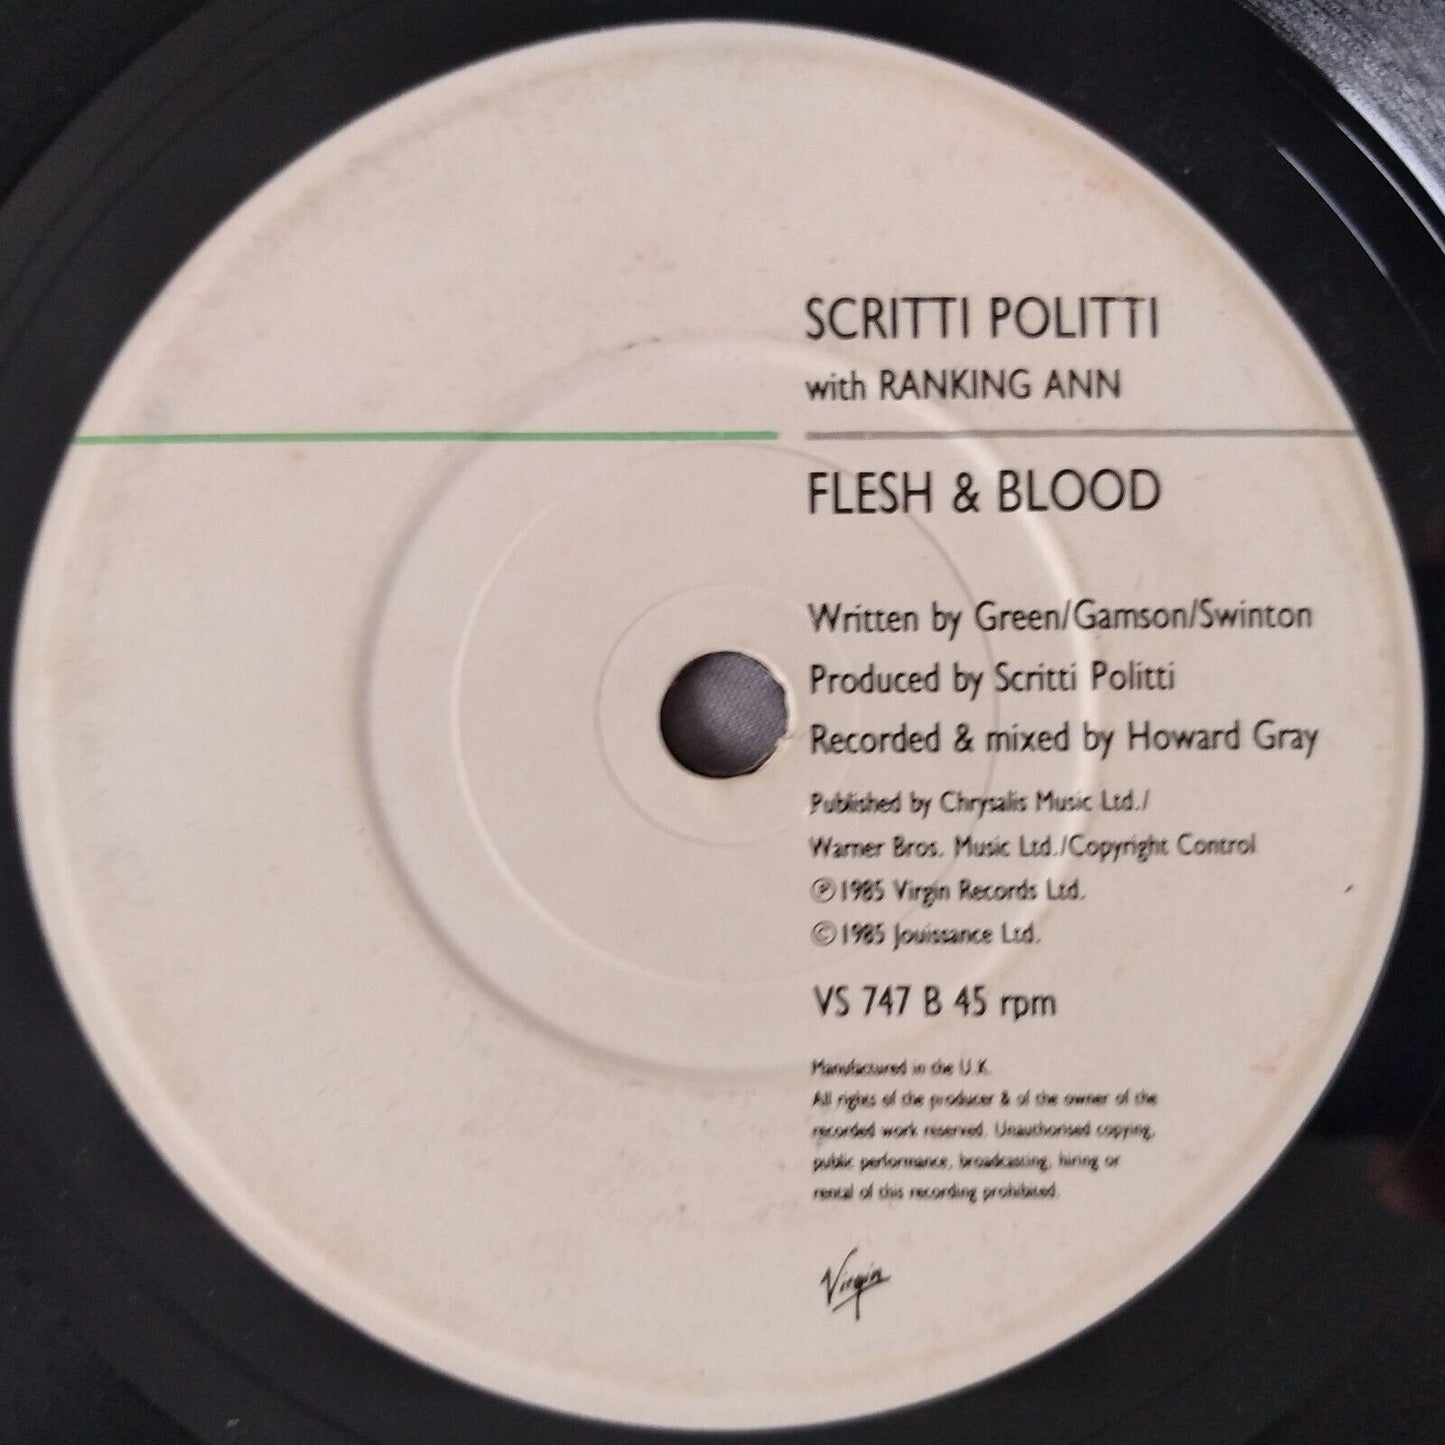 SCRITTI POLITTI
with RANKING ANN
FLESH & BLOOD
Written by Green/Gamson/Swinton
Produced by Scritti Politti
Recorded & mixed by Howard Gray
Published by Chrysalis Music Ltd./
Warner Bros. Music Ltd./Copyright Control
℗1985 Virgin Records Ltd.
©1985 Jouissance Ltd.
VS 747 B 45 rpm
Manufactured in the U.K.
All rights of the producer & of the owner of the
recorded work reserved. Unauthorised copying,
public performance, broadcasting, hiring or
rental of this recording prohibited.
Virgin